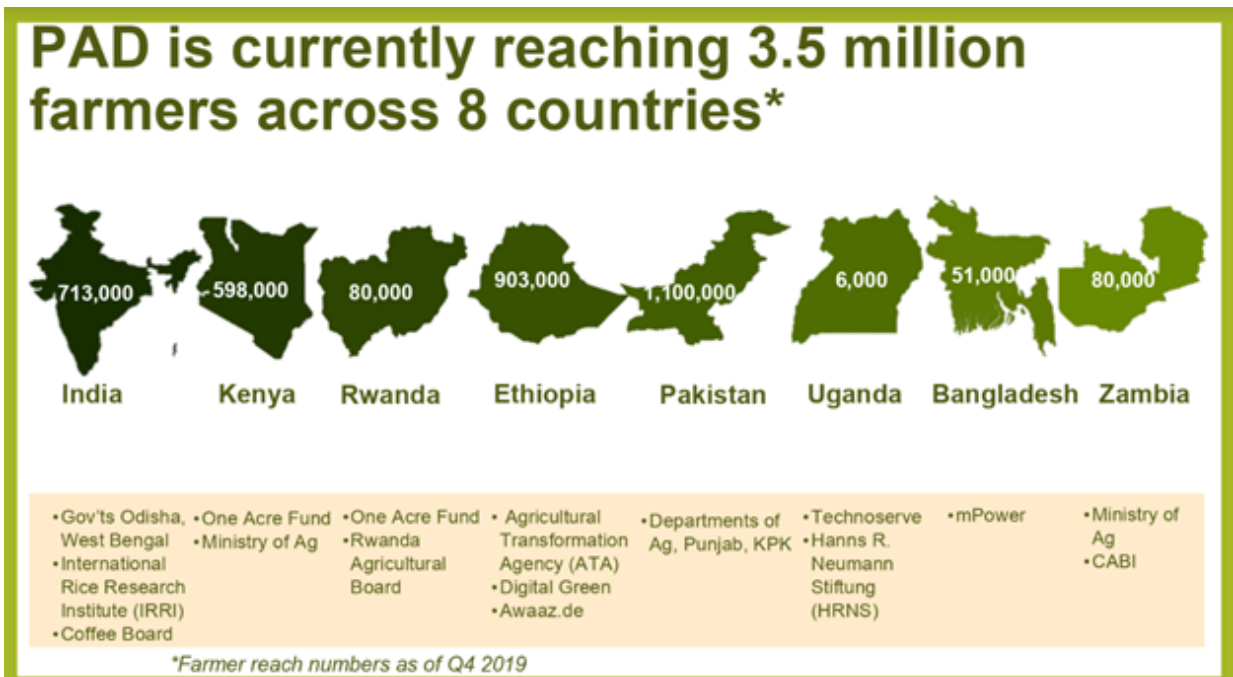 PAD is currently reaching 3.5 million
farmers across 8 countries*
713,000
598,000
80,000
903,000
1,100,000
6,000
51,000
80,000
India
Kenya
Rwanda
Ethiopia
Pakistan
Uganda
Bangladesh
Zambia
•Gov'ts Odisha,
West Bengal
•International
Rice Research
Institute (IRRI)
•Coffee Board
•One Acre Fund
•Ministry of Ag
•One Acre Fund
•Rwanda
Agricultural
Board
• Agricultural
Transformation
Agency (ATA)
•Digital Green
•Awaaz.de
•Departments of
Ag, Punjab, KPK
•Technoserve
•Hanns R.
Neumann
Stiftung
(HRNS)
•mPower
•Ministry of
Ag
•CABI
*Farmer reach numbers as of Q4 2019